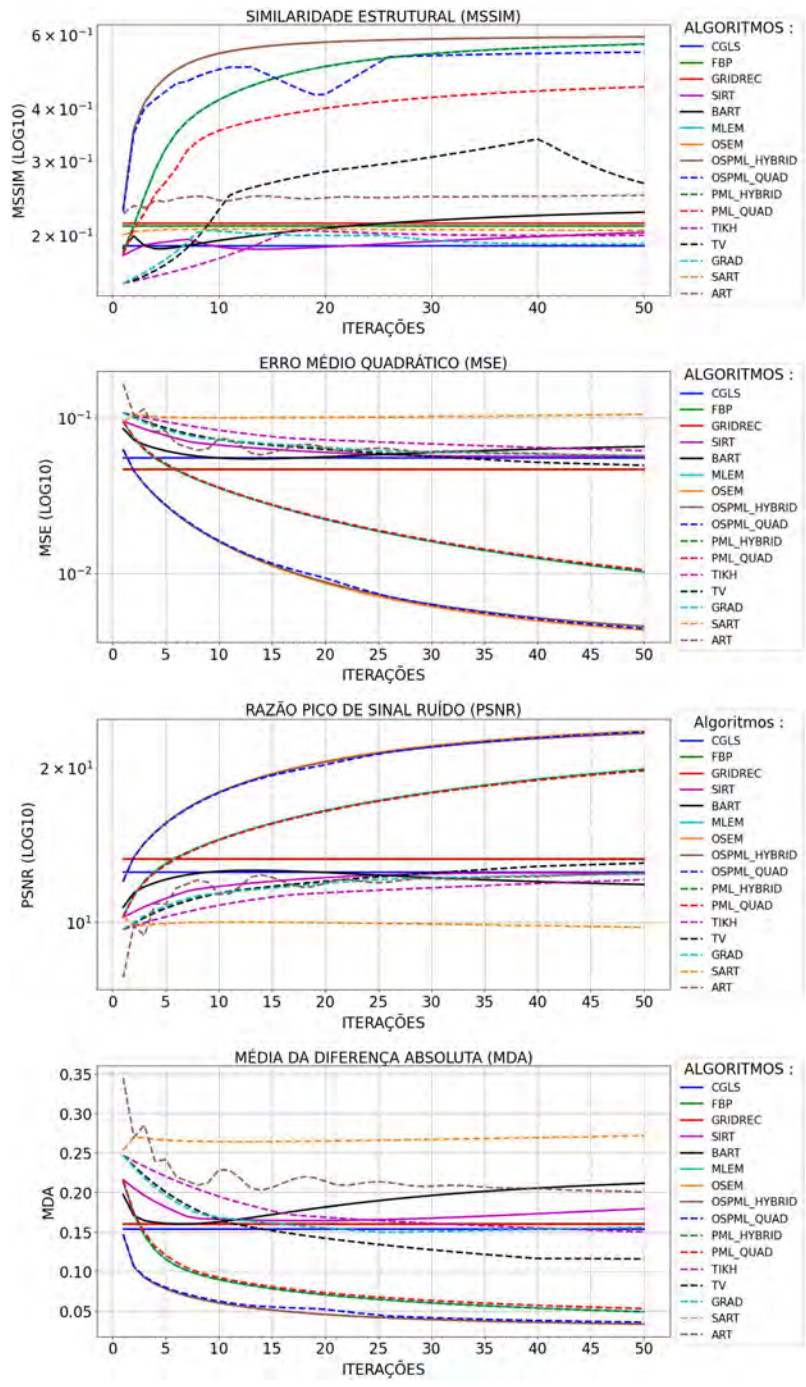 SIMILARIDADE ESTRUTURAL (MSSIM)
6 × 10⁻¹
4 × 10⁻¹
3 × 10⁻¹
2 × 10⁻¹
MSSIM (LOG10)
0 10 20 30 40 50
ITERAÇÕES
ALGORITMOS :
CGLS
FBP
GRIDREC
SIRT
BART
MLEM
OSEM
OSPML_HYBRID
OSPML_QUAD
PML_HYBRID
PML_QUAD
TIKH
TV
GRAD
SART
ART
ERRO MÉDIO QUADRÁTICO (MSE)
10⁻¹
10⁻²
MSE (LOG10)
0 5 10 15 20 25 30 35 40 45 50
ITERAÇÕES
ALGORITMOS :
CGLS
FBP
GRIDREC
SIRT
BART
MLEM
OSEM
OSPML_HYBRID
OSPML_QUAD
PML_HYBRID
PML_QUAD
TIKH
TV
GRAD
SART
ART
RAZÃO PICO DE SINAL RUÍDO (PSNR)
2 × 10¹
10¹
PSNR (LOG10)
0 5 10 15 20 25 30 35 40 45 50
ITERAÇÕES
Algoritmos :
CGLS
FBP
GRIDREC
SIRT
BART
MLEM
OSEM
OSPML_HYBRID
OSPML_QUAD
PML_HYBRID
PML_QUAD
TIKH
TV
GRAD
SART
ART
MÉDIA DA DIFERENÇA ABSOLUTA (MDA)
0.35
0.30
0.25
0.20
0.15
0.10
0.05
MDA
0 5 10 15 20 25 30 35 40 45 50
ITERAÇÕES
ALGORITMOS :
CGLS
FBP
GRIDREC
SIRT
BART
MLEM
OSEM
OSPML_HYBRID
OSPML_QUAD
PML_HYBRID
PML_QUAD
TIKH
TV
GRAD
SART
ART